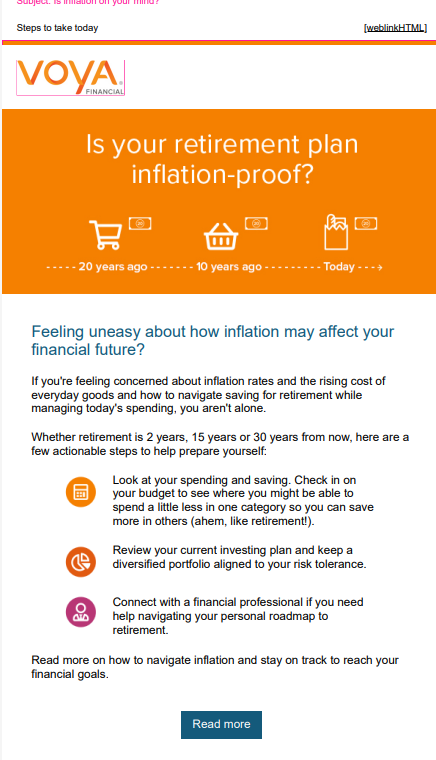 Subject: Is inflation on your mind?
Steps to take today [weblinkHTML]
VOYA
FINANCIAL
Is your retirement plan
inflation-proof?
20 years ago 10 years ago Today
Feeling uneasy about how inflation may affect your
financial future?
If you're feeling concerned about inflation rates and the rising cost of
everyday goods and how to navigate saving for retirement while
managing today's spending, you aren't alone.
Whether retirement is 2 years, 15 years or 30 years from now, here are a
few actionable steps to help prepare yourself:
Look at your spending and saving. Check in on
your budget to see where you might be able to
spend a little less in one category so you can save
more in others (ahem, like retirement!).
Review your current investing plan and keep a
diversified portfolio aligned to your risk tolerance.
Connect with a financial professional if you need
help navigating your personal roadmap to
retirement.
Read more on how to navigate inflation and stay on track to reach your
financial goals.
Read more